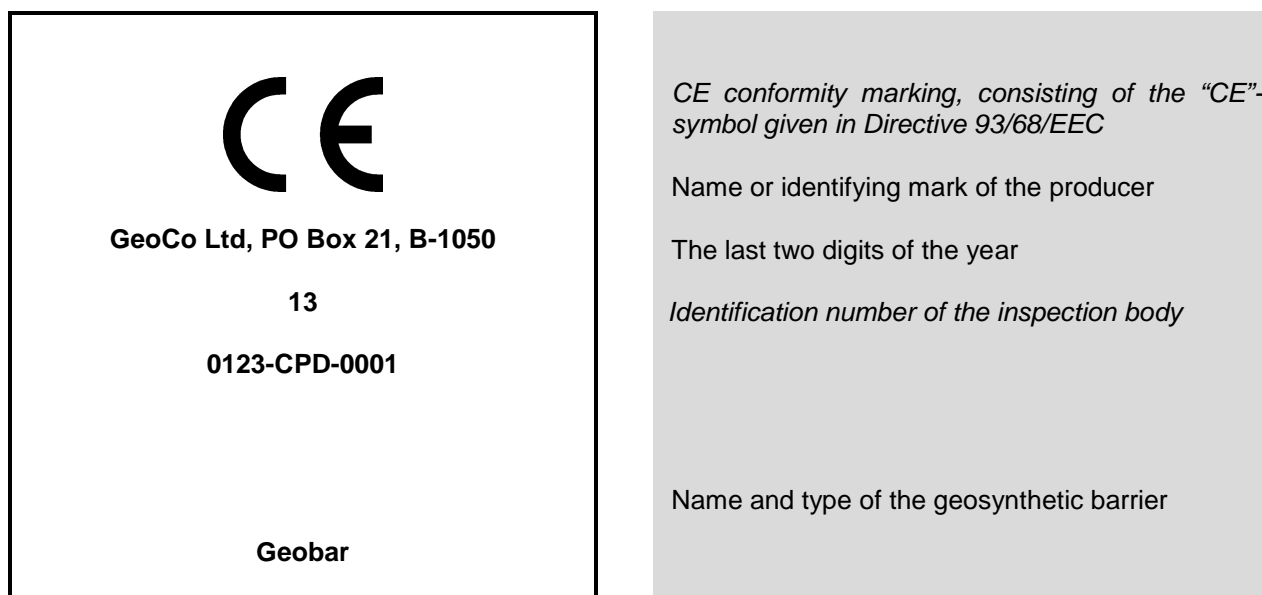 CE
GeoCo Ltd, PO Box 21, B-1050
13
0123-CPD-0001
Geobar
CE conformity marking, consisting of the “CE”-
symbol given in Directive 93/68/EEC
Name or identifying mark of the producer
The last two digits of the year
Identification number of the inspection body
Name and type of the geosynthetic barrier